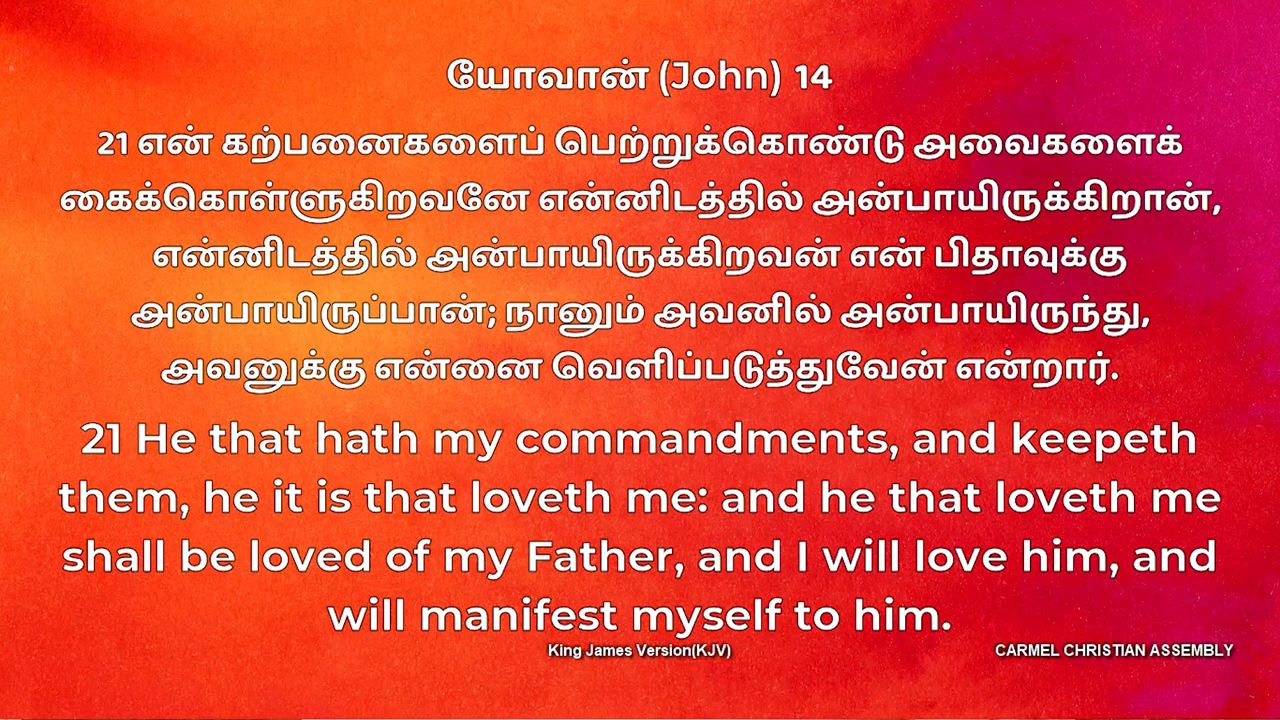 யோவான் (John) 14
21 என் கற்பனைகளைப் பெற்றுக்கொண்டு அவைகளைக்
கைக்கொள்ளுகிறவனே என்னிடத்தில் அன்பாயிருக்கிறான்,
என்னிடத்தில் அன்பாயிருக்கிறவன் என் பிதாவுக்கு
அன்பாயிருப்பான்; நானும் அவனில் அன்பாயிருந்து,
அவனுக்கு என்னை வெளிப்படுத்துவேன் என்றார்.
21 He that hath my commandments, and keepeth
them, he it is that loveth me: and he that loveth me
shall be loved of my Father, and I will love him, and
will manifest myself to him.
King James Version(KJV)
CARMEL CHRISTIAN ASSEMBLY